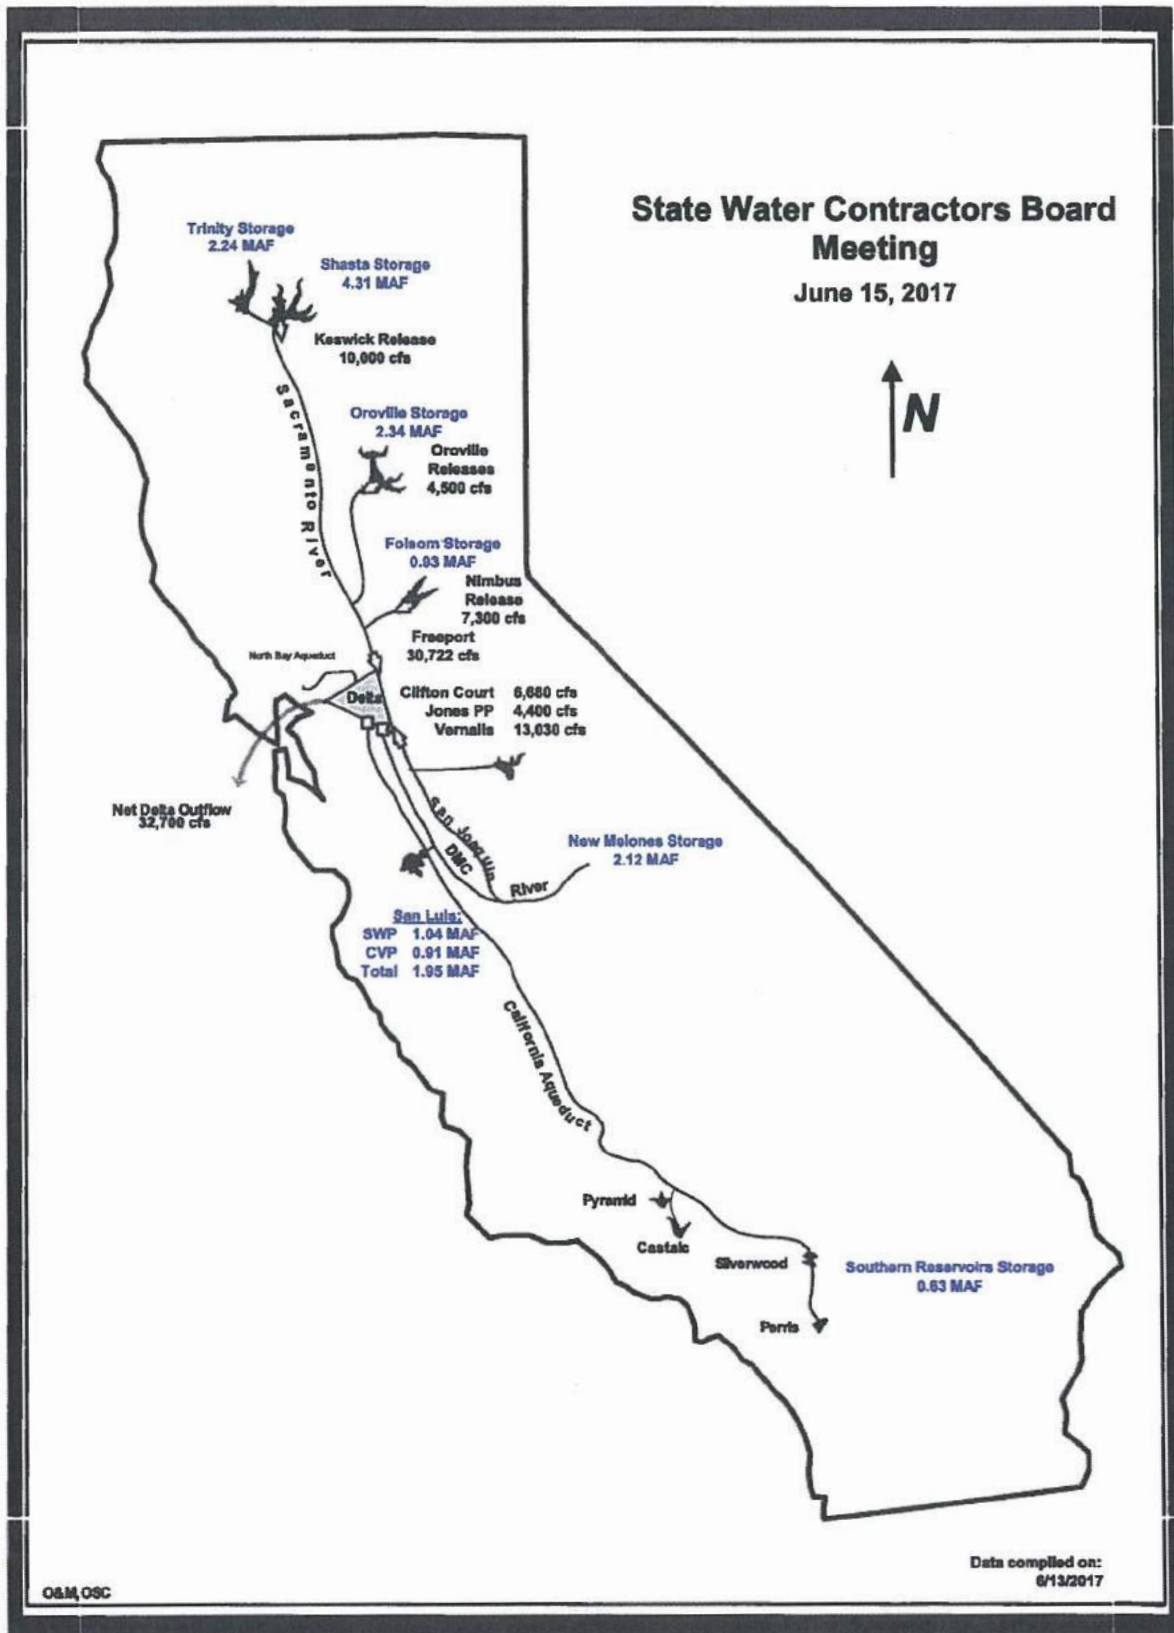 State Water Contractors Board
Meeting
June 15, 2017
N
Trinity Storage
2.24 MAF
Shasta Storage
4.31 MAF
Keswick Release
10,000 cfs
Sacramento River
Oroville Storage
2.34 MAF
Oroville
Releases
4,500 cfs
Folsom Storage
0.93 MAF
Nimbus
Release
7,300 cfs
Freeport
30,722 cfs
North Bay Aqueduct
Delta
Clifton Court 6,680 cfs
Jones PP 4,400 cfs
Vernalis 13,030 cfs
Net Delta Outflow
32,700 cfs
San Joaquin
River
DMC
New Melones Storage
2.12 MAF
San Luis:
SWP 1.04 MAF
CVP 0.91 MAF
Total 1.95 MAF
California Aqueduct
Pyramid
Castaic
Silverwood
Perris
Southern Reservoirs Storage
0.63 MAF
Data compiled on:
6/13/2017
O&M, OSC